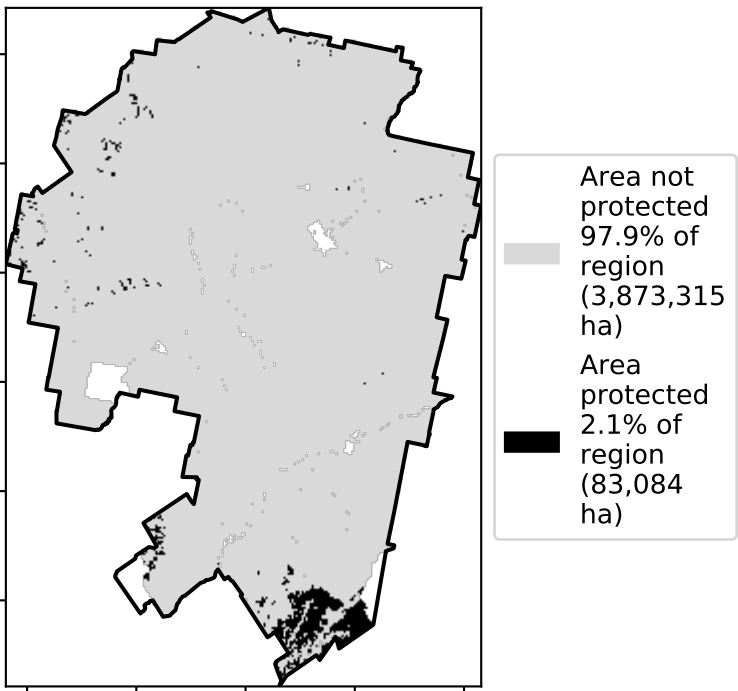 Area not
protected
97.9% of
region
(3,873,315
ha)
Area
protected
2.1% of
region
(83,084
ha)